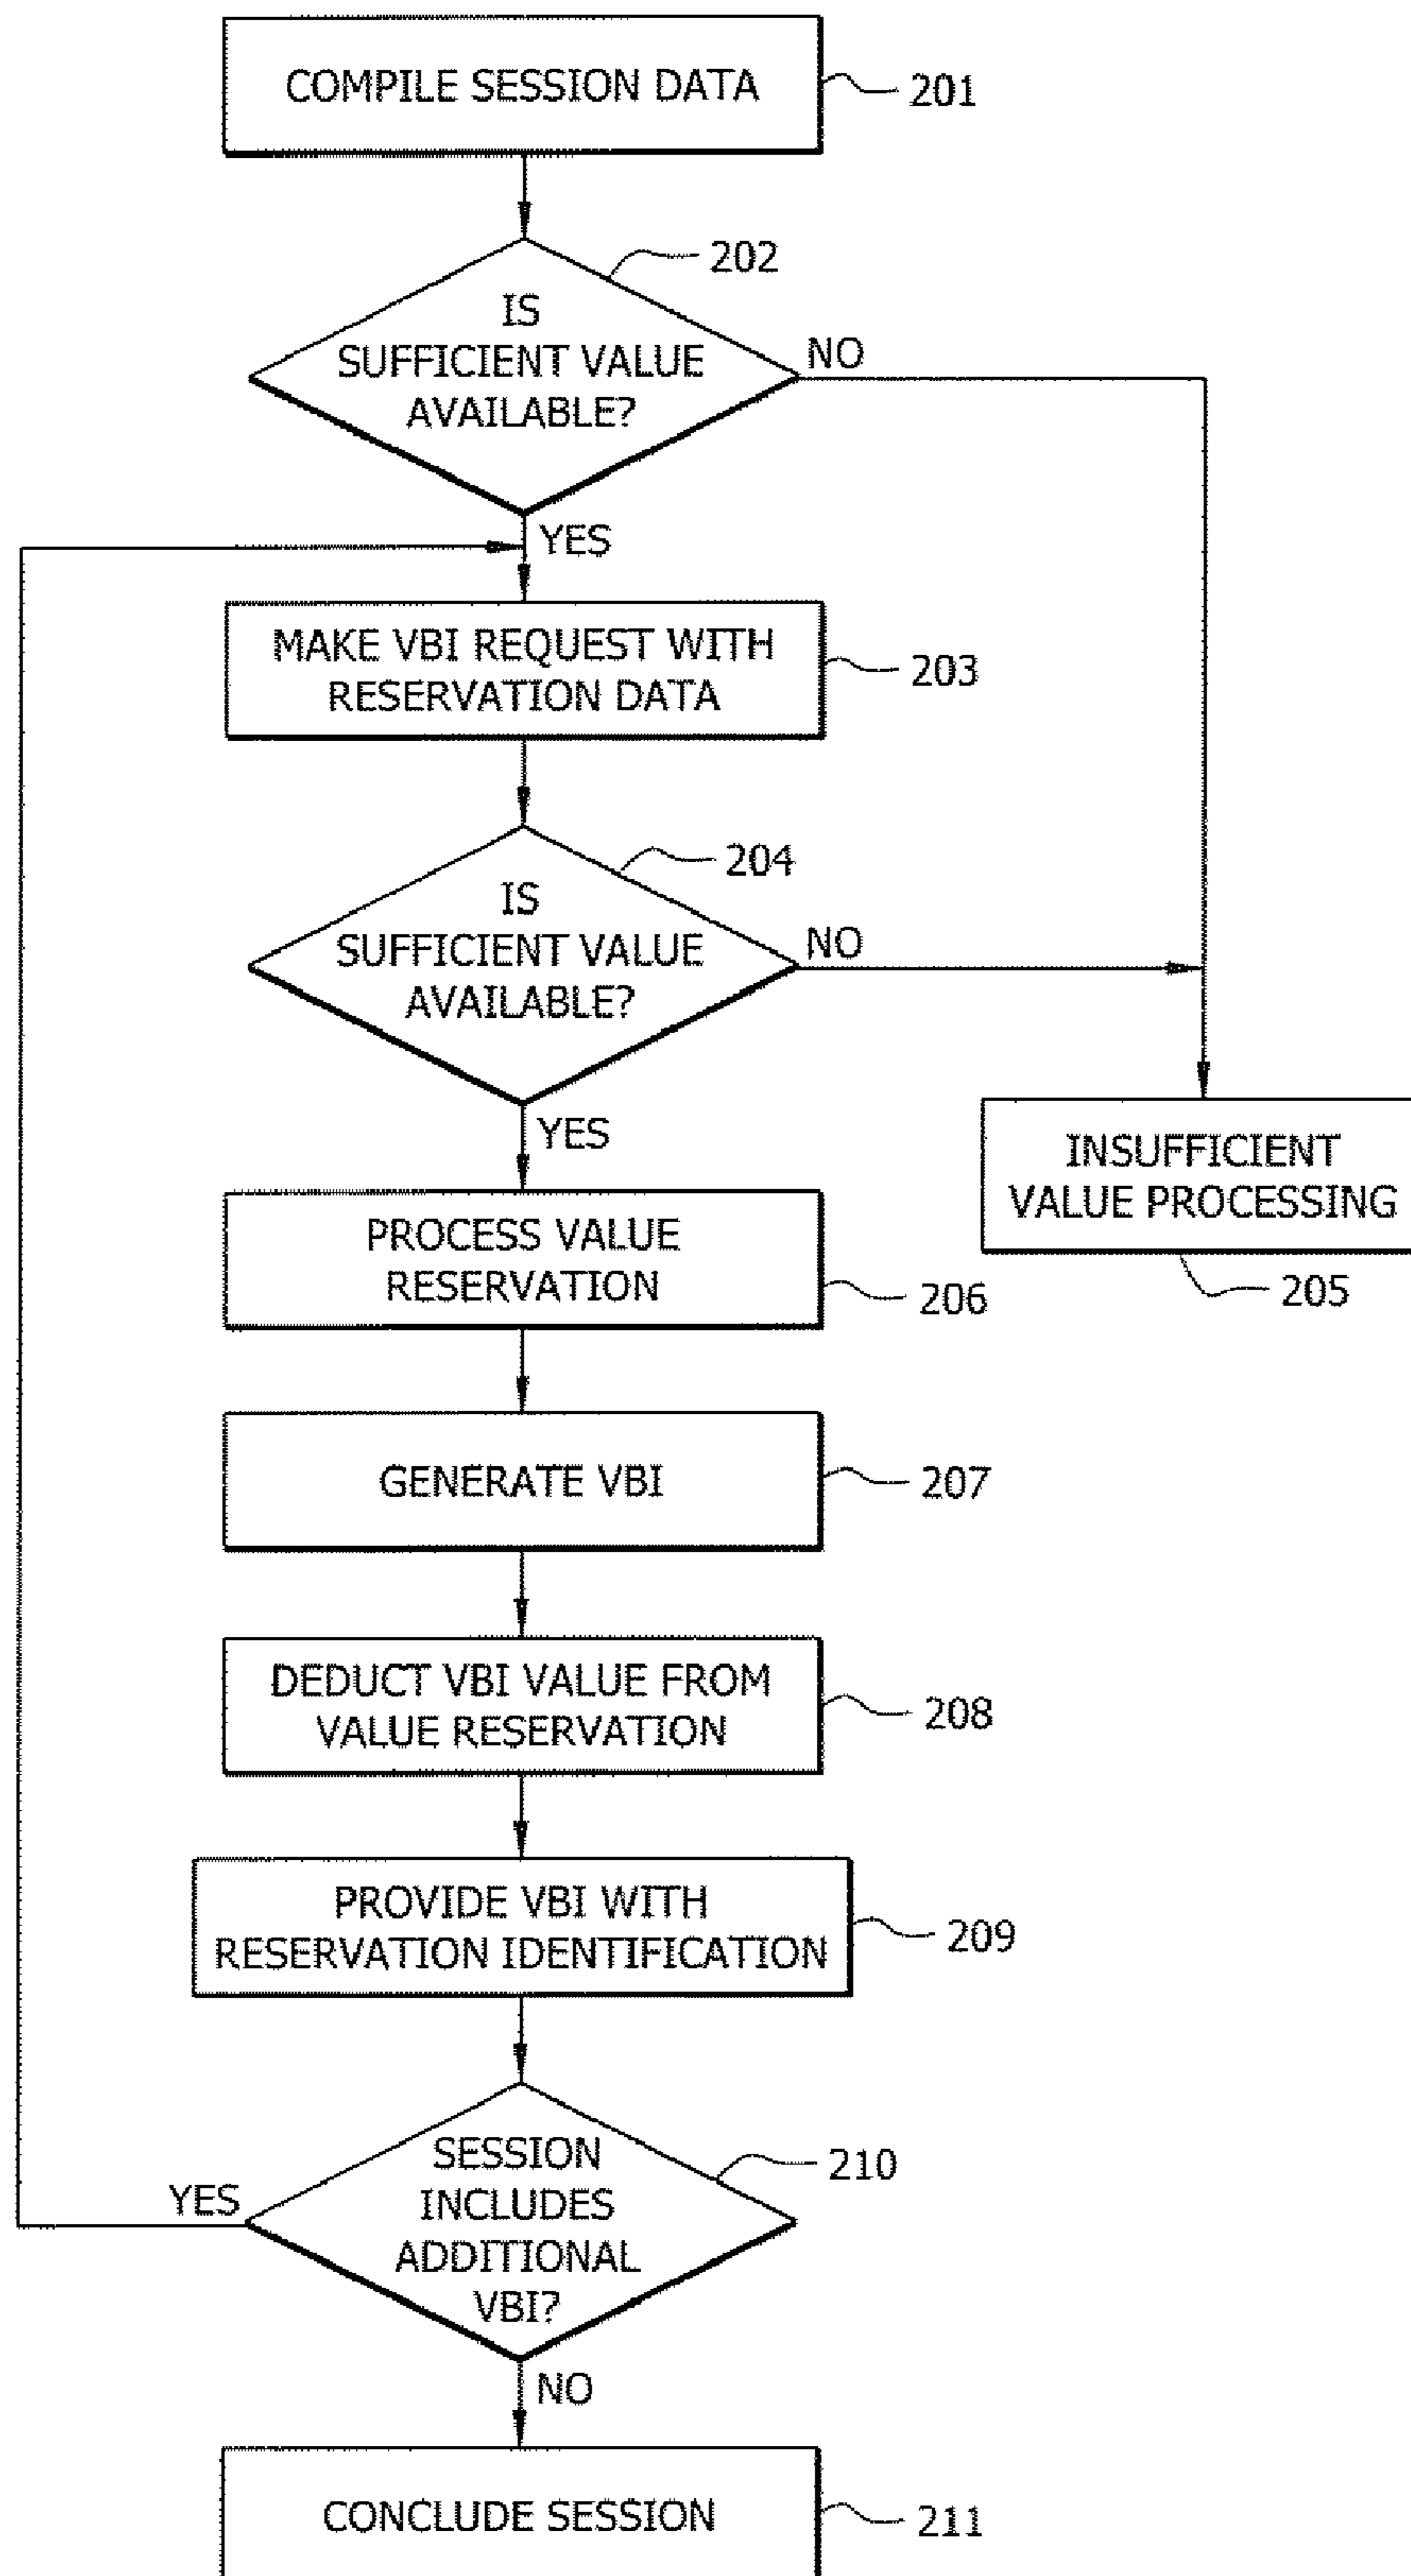 COMPILE SESSION DATA
201
202
IS
SUFFICIENT VALUE
AVAILABLE?
NO
YES
MAKE VBI REQUEST WITH
RESERVATION DATA
203
204
IS
SUFFICIENT VALUE
AVAILABLE?
NO
YES
INSUFFICIENT
VALUE PROCESSING
205
PROCESS VALUE
RESERVATION
206
GENERATE VBI
207
DEDUCT VBI VALUE FROM
VALUE RESERVATION
208
PROVIDE VBI WITH
RESERVATION IDENTIFICATION
209
210
SESSION
INCLUDES
ADDITIONAL
VBI?
YES
NO
CONCLUDE SESSION
211